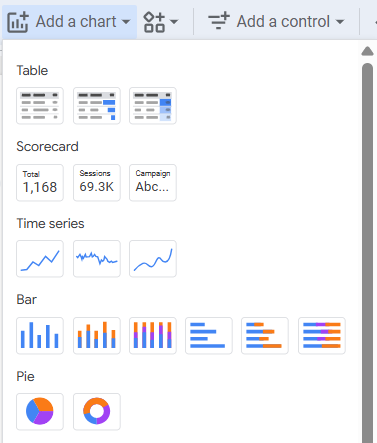 Add a chart
Add a control
Table
Scorecard
Total
1,168
Sessions
69.3K
Campaign
Abc...
Time series
Bar
Pie